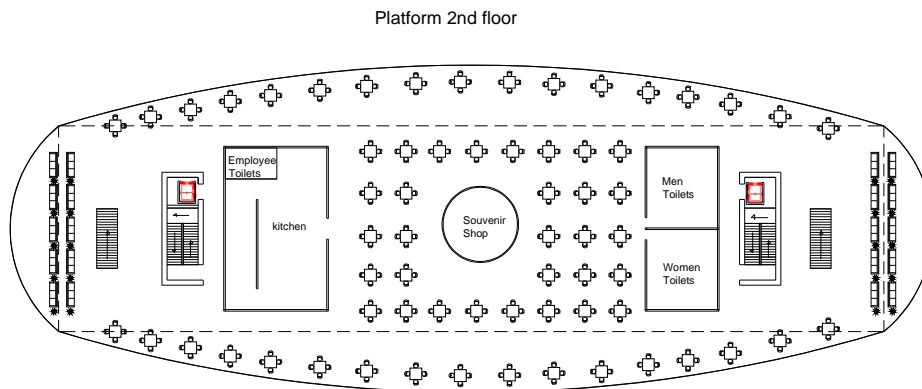 Platform 2nd floor
Employee
Toilets
kitchen
Souvenir
Shop
Men
Toilets
Women
Toilets